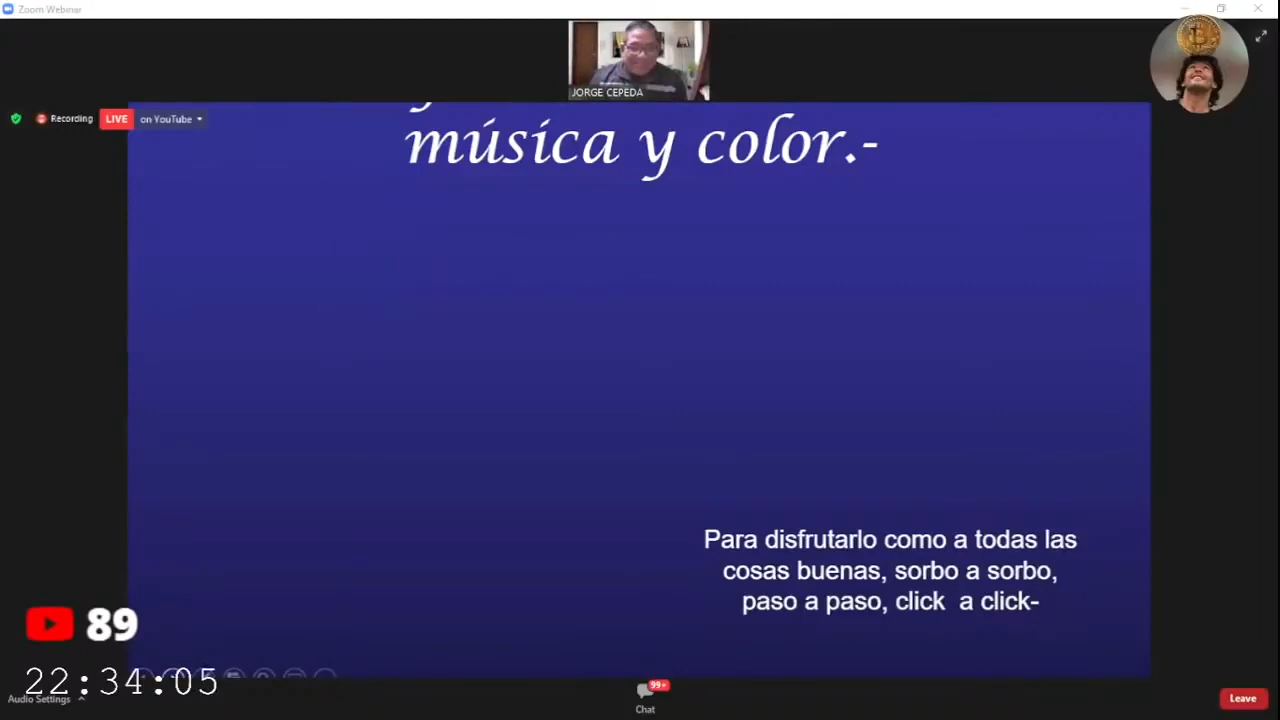 Zoom Webinar
JORGE CEPEDA
Recording
LIVE
on YouTube
música y color.-
Para disfrutarlo como a todas las
cosas buenas, sorbo a sorbo,
paso a paso, click  a click-
89
22:34:05
Audio Settings
99+
Chat
Leave